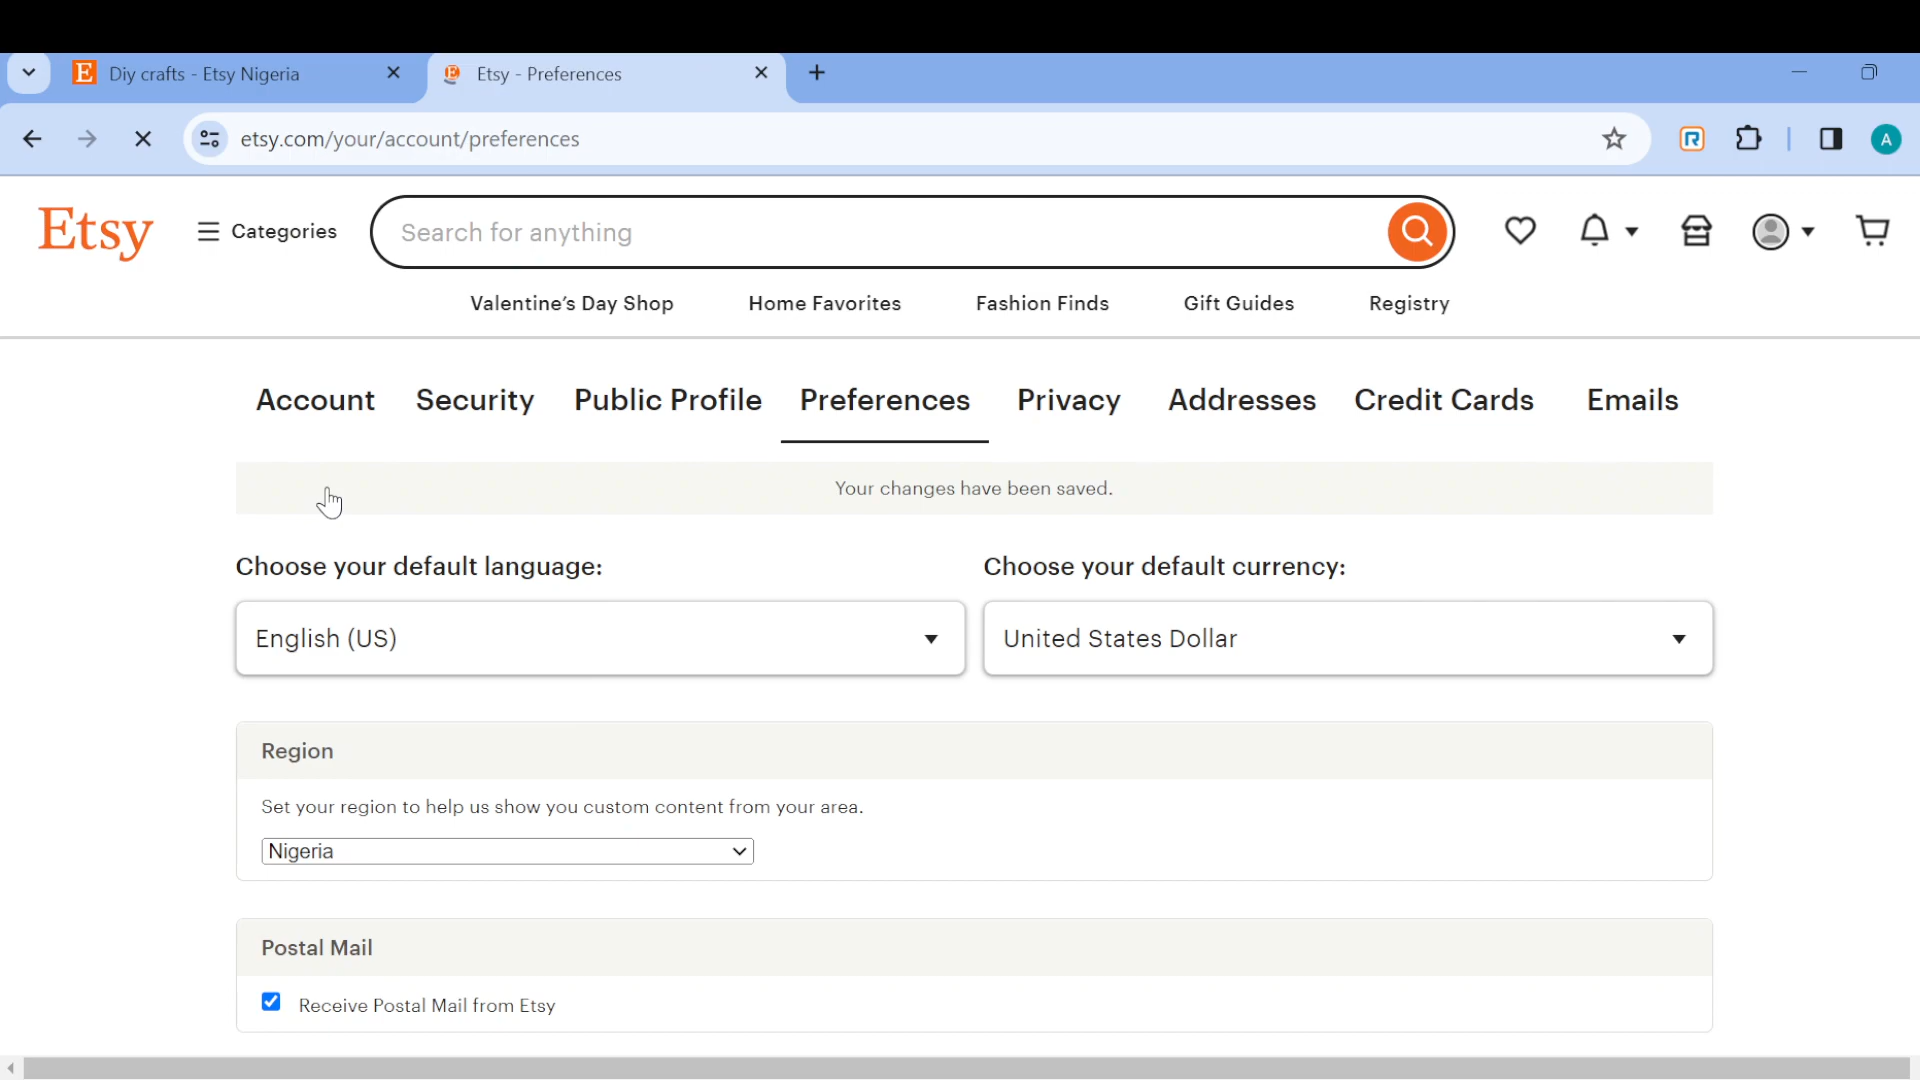 Diy crafts - Etsy Nigeria
Etsy - Preferences
etsy.com/your/account/preferences
A
Etsy
Categories
Search for anything
Valentine's Day Shop Home Favorites Fashion Finds Gift Guides Registry
Account Security Public Profile Preferences Privacy Addresses Credit Cards Emails
Your changes have been saved.
Choose your default language: Choose your default currency:
English (US) United States Dollar
Region
Set your region to help us show you custom content from your area.
Nigeria
Postal Mail
Receive Postal Mail from Etsy